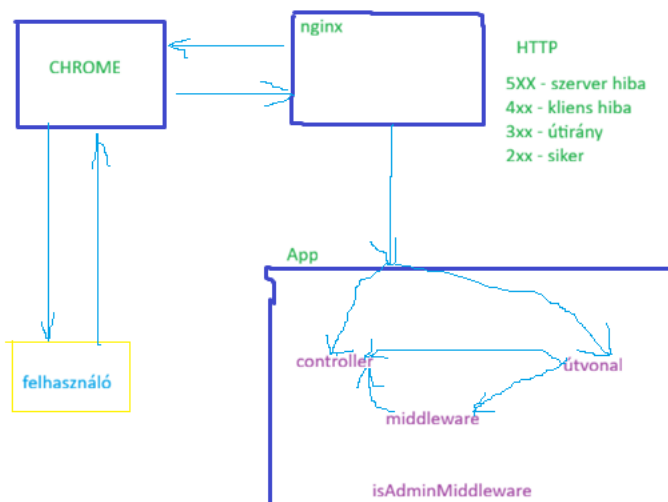 nginx
CHROME
HTTP
5XX - szerver hiba
4xx - kliens hiba
3xx - útirány
2xx - siker
App
controller
útvonal
felhasználó
middleware
isAdminMiddleware